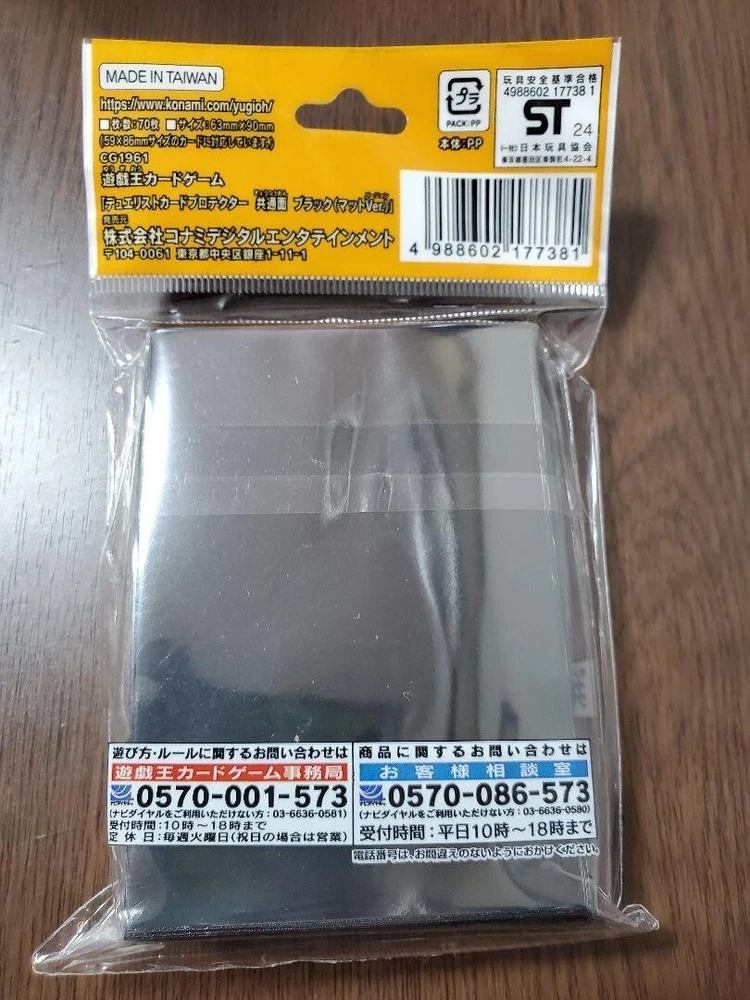 MADE IN TAIWAN
https://www.konami.com/yugioh/
■枚数:70枚 ■サイズ:63mm×90mm
(59×86mmサイズのカードに対応しています。)
CG1961
遊戯王カードゲーム
「デュエリストカードプロテクター 共通面 ブラック(マットVer.)」
発売元
株式会社コナミデジタルエンタテインメント
〒104-0061 東京都中央区銀座1-11-1
プラ
PACK:PP
本体:PP
玩具安全基準合格
4988602 17738 1
ST 24
(一社)日本玩具協会
東京都墨田区東駒形4-22-4
4 988602 177381
遊び方・ルールに関するお問い合わせは
遊戯王カードゲーム事務局
0570-001-573
(ナビダイヤルをご利用いただけない方:03-6636-0581)
受付時間:10時~18時まで
定休日:毎週火曜日(祝日の場合は営業)
商品に関するお問い合わせは
お客様相談室
0570-086-573
(ナビダイヤルをご利用いただけない方:03-6636-0580)
受付時間:平日10時~18時まで
電話番号は、お間違えのないようにおかけください。